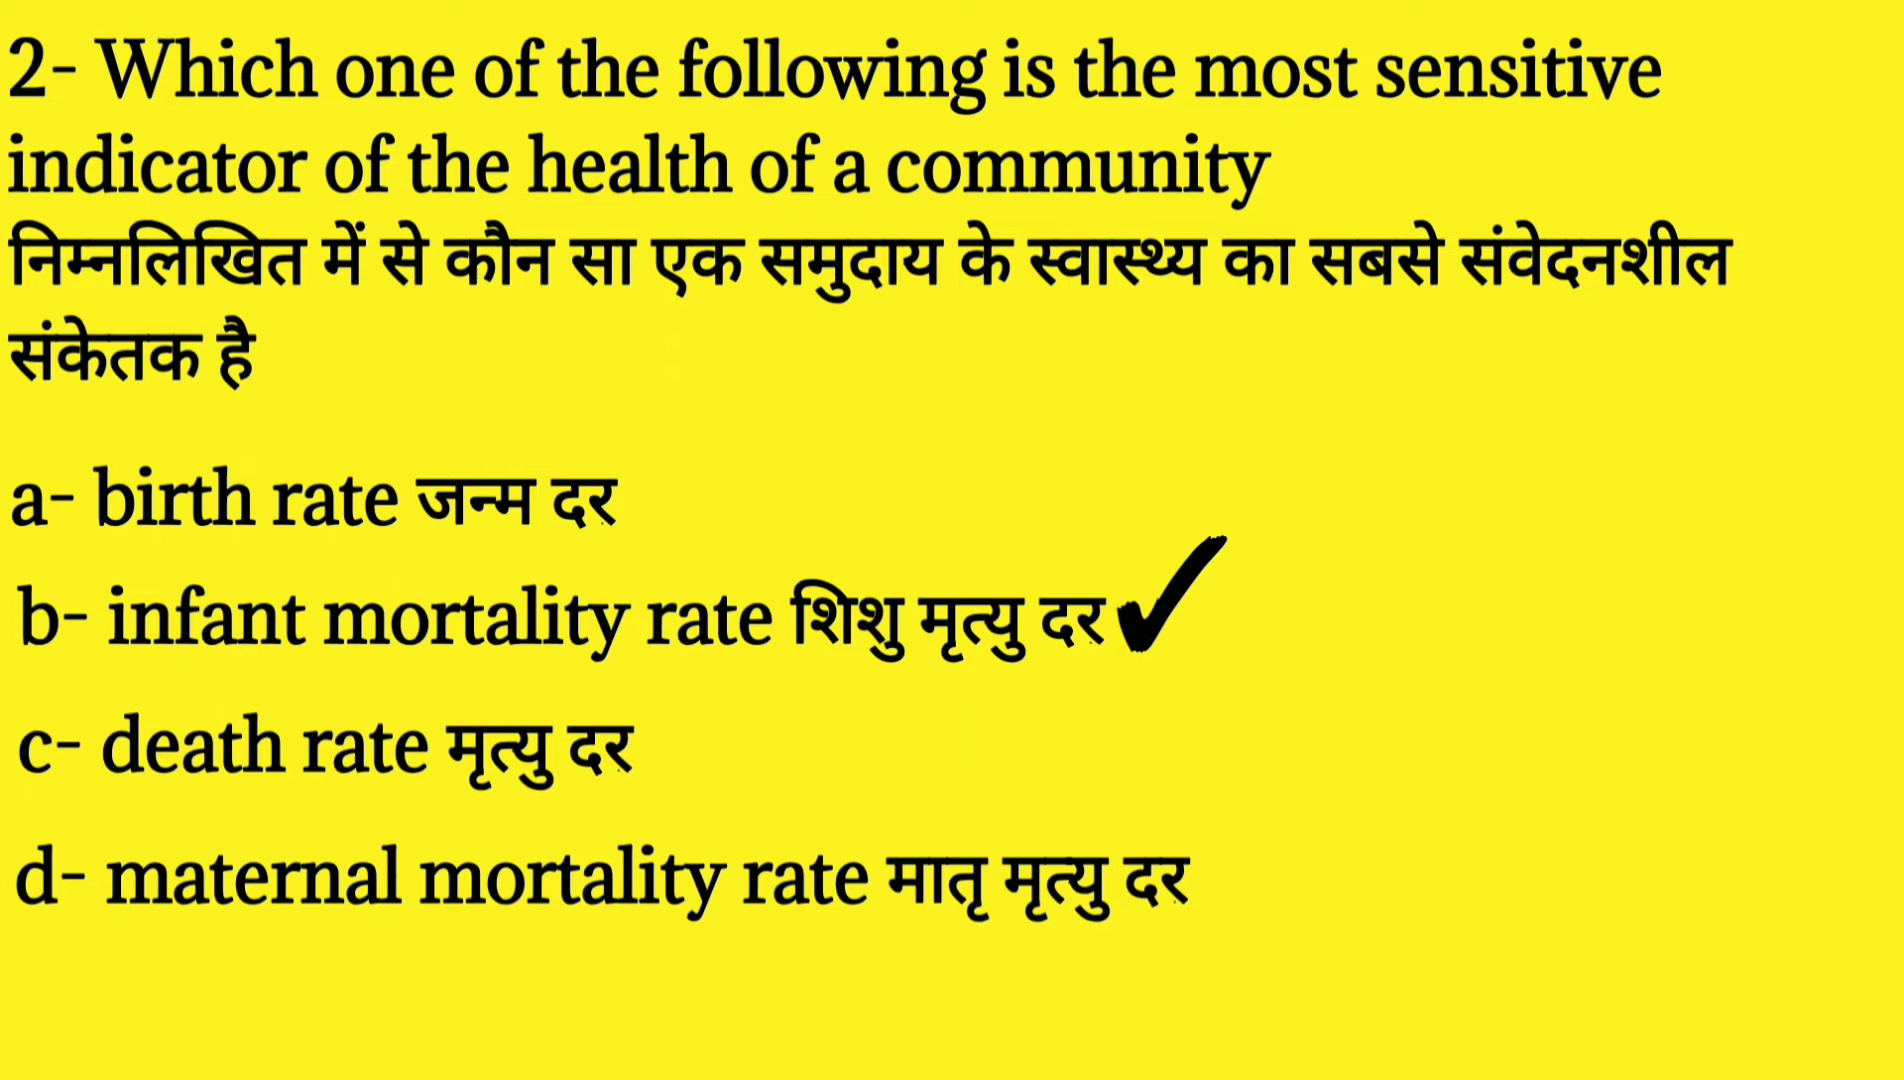 2- Which one of the following is the most sensitive
indicator of the health of a community
निम्नलिखित में से कौन सा एक समुदाय के स्वास्थ्य का सबसे संवेदनशील
संकेतक है
a- birth rate जन्म दर
b- infant mortality rate शिशु मृत्यु दर✓
c- death rate मृत्यु दर
d- maternal mortality rate मातृ मृत्यु दर